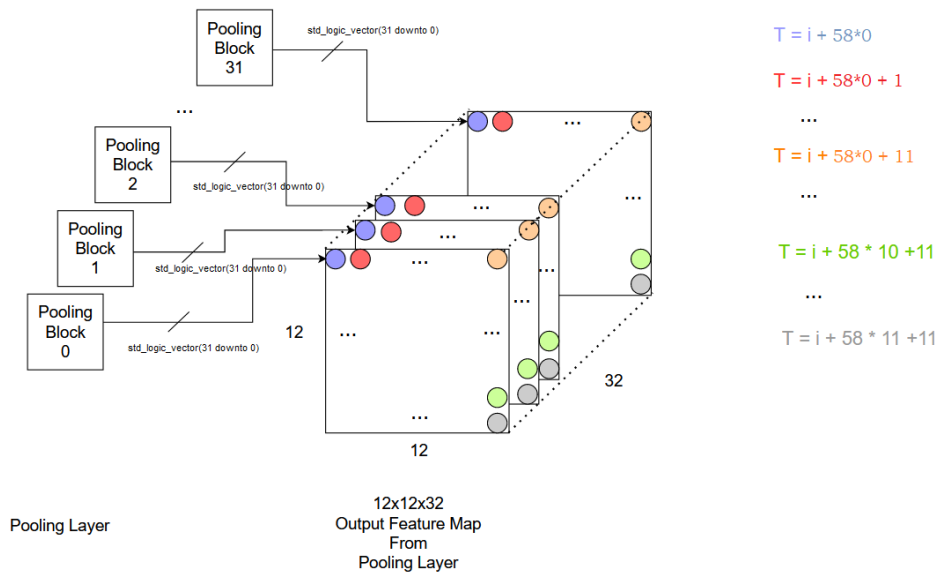 Pooling
Block
31
std_logic_vector(31 downto 0)
...
Pooling
Block
2
std_logic_vector(31 downto 0)
Pooling
Block
1
std_logic_vector(31 downto 0)
Pooling
Block
0
std_logic_vector(31 downto 0)
...
...
...
...
...
...
...
...
...
...
12
12
32
T = i + 58*0
T = i + 58*0 + 1
...
T = i + 58*0 + 11
...
T = i + 58 * 10 +11
...
T = i + 58 * 11 +11
Pooling Layer
12x12x32
Output Feature Map
From
Pooling Layer